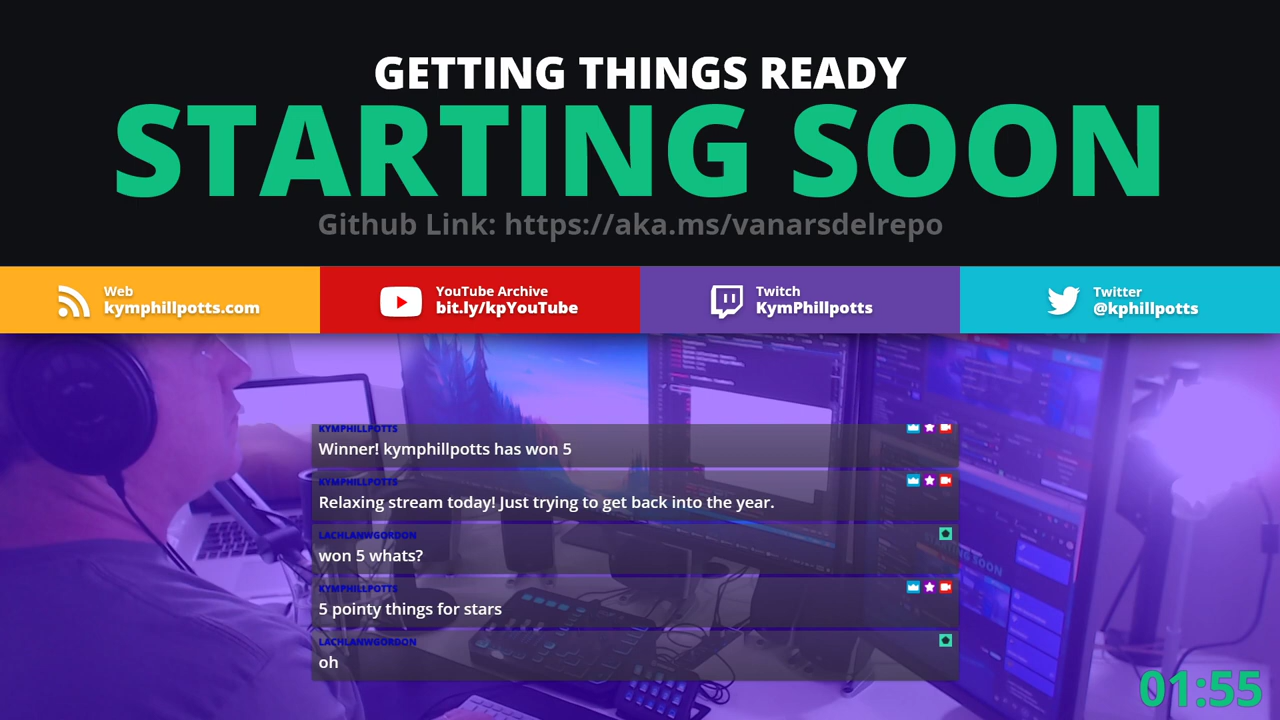 GETTING THINGS READY
STARTING SOON
Github Link: https://aka.ms/vanarsdelrepo
Web
kymphillpotts.com
YouTube Archive
bit.ly/kpYouTube
Twitch
KymPhillpotts
Twitter
@kphillpotts
KYMPHILLPOTTS
Winner! kymphillpotts has won 5
KYMPHILLPOTTS
Relaxing stream today! Just trying to get back into the year.
LACHLANWGORDON
won 5 whats?
KYMPHILLPOTTS
5 pointy things for stars
LACHLANWGORDON
oh
01:55